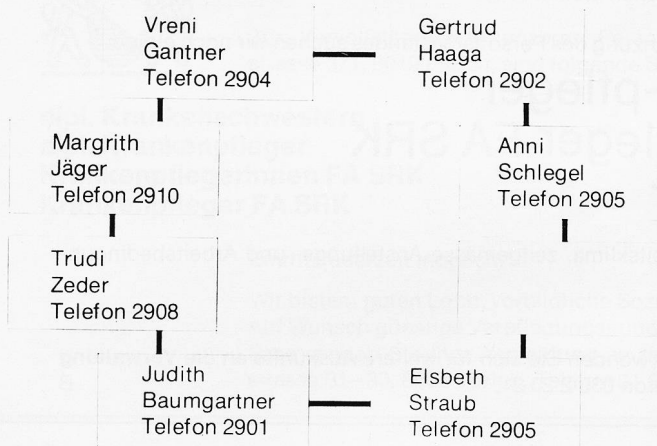 Vreni
Gantner
Telefon 2904
Gertrud
Haaga
Telefon 2902
Margrith
Jäger
Telefon 2910
Anni
Schlegel
Telefon 2905
Trudi
Zeder
Telefon 2908
Judith
Baumgartner
Telefon 2901
Elsbeth
Straub
Telefon 2905